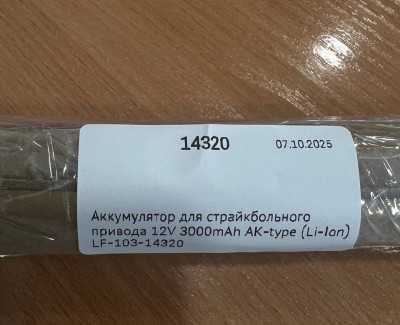 14320 07.10.2025
Аккумулятор для страйкбольного
привода 12V 3000mAh AK-type (Li-Ion)
LF-103-14320